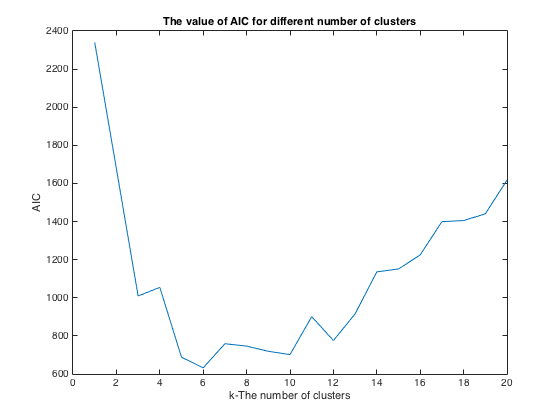 The value of AIC for different number of clusters
2400
2200
2000
1800
1600
1400
1200
1000
800
600
AIC
0 2 4 6 8 10 12 14 16 18 20
k-The number of clusters